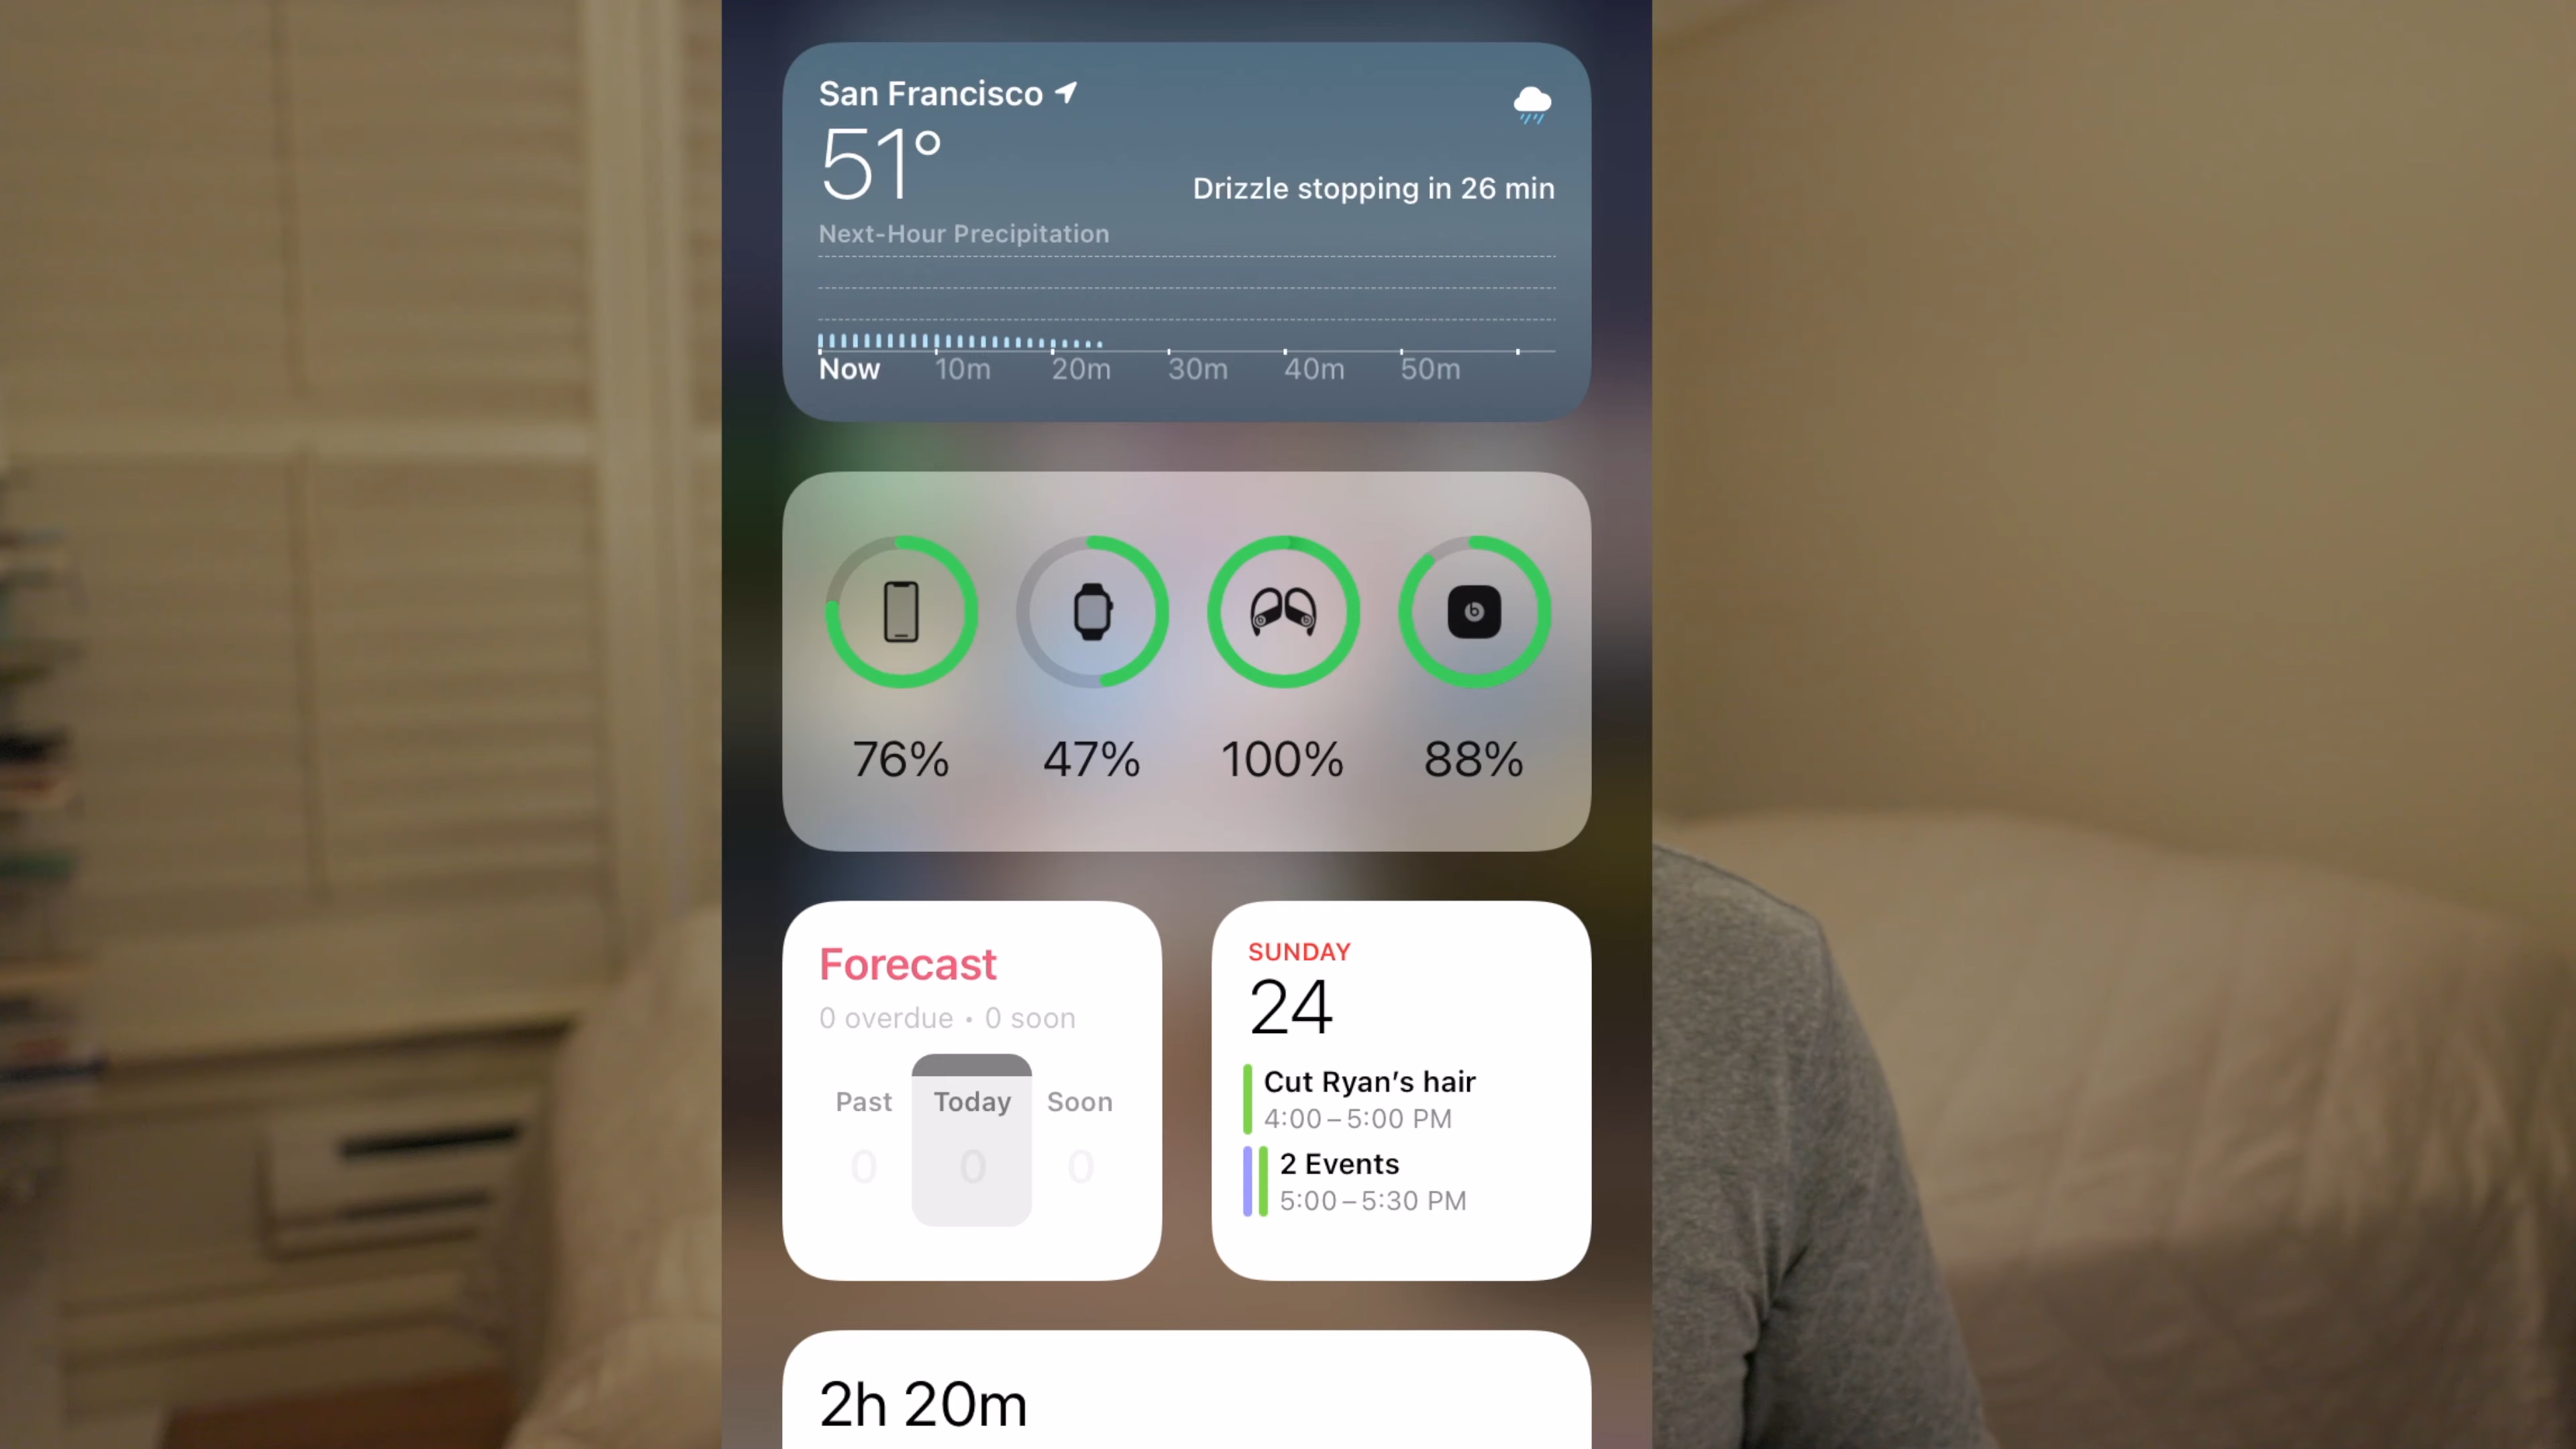 San Francisco
51°
Drizzle stopping in 26 min
Next-Hour Precipitation
Now 10m 20m 30m 40m 50m
76% 47% 100% 88%
Forecast
0 overdue • 0 soon
Past Today Soon
0 0 0
SUNDAY
24
Cut Ryan's hair
4:00 – 5:00 PM
2 Events
5:00 – 5:30 PM
2h 20m